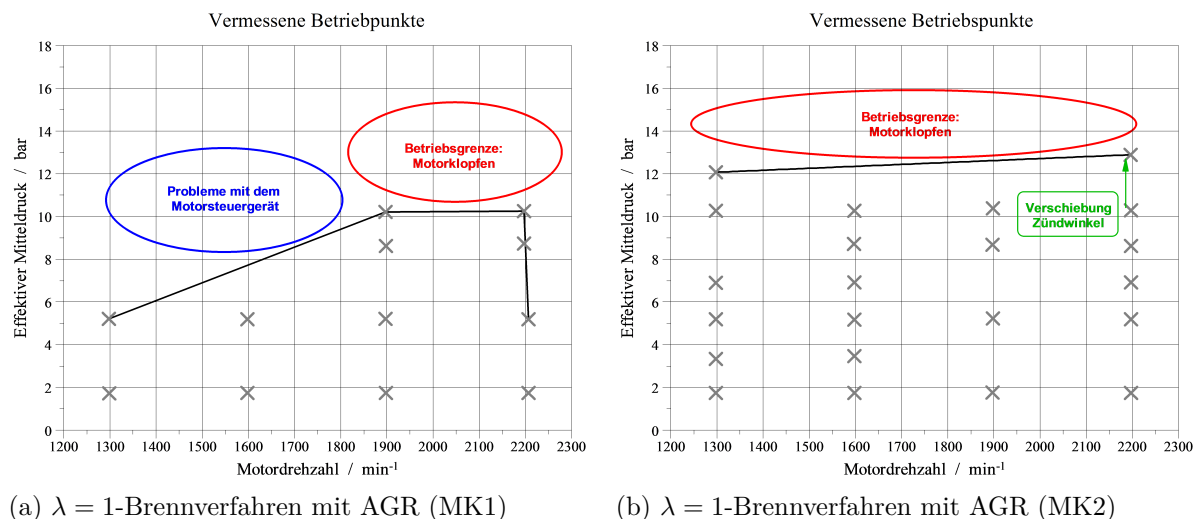 Vermessene Betriebpunkte
Effektiver Mitteldruck / bar
18
16
14
12
10
8
6
4
2
0
Probleme mit dem
Motorsteuergerät
Betriebsgrenze:
Motorklopfen
1200 1300 1400 1500 1600 1700 1800 1900 2000 2100 2200 2300
Motordrehzahl / min-1
(a) λ = 1-Brennverfahren mit AGR (MK1)
Vermessene Betriebspunkte
Effektiver Mitteldruck / bar
18
16
14
12
10
8
6
4
2
0
Betriebsgrenze:
Motorklopfen
Verschiebung
Zündwinkel
1200 1300 1400 1500 1600 1700 1800 1900 2000 2100 2200 2300
Motordrehzahl / min-1
(b) λ = 1-Brennverfahren mit AGR (MK2)